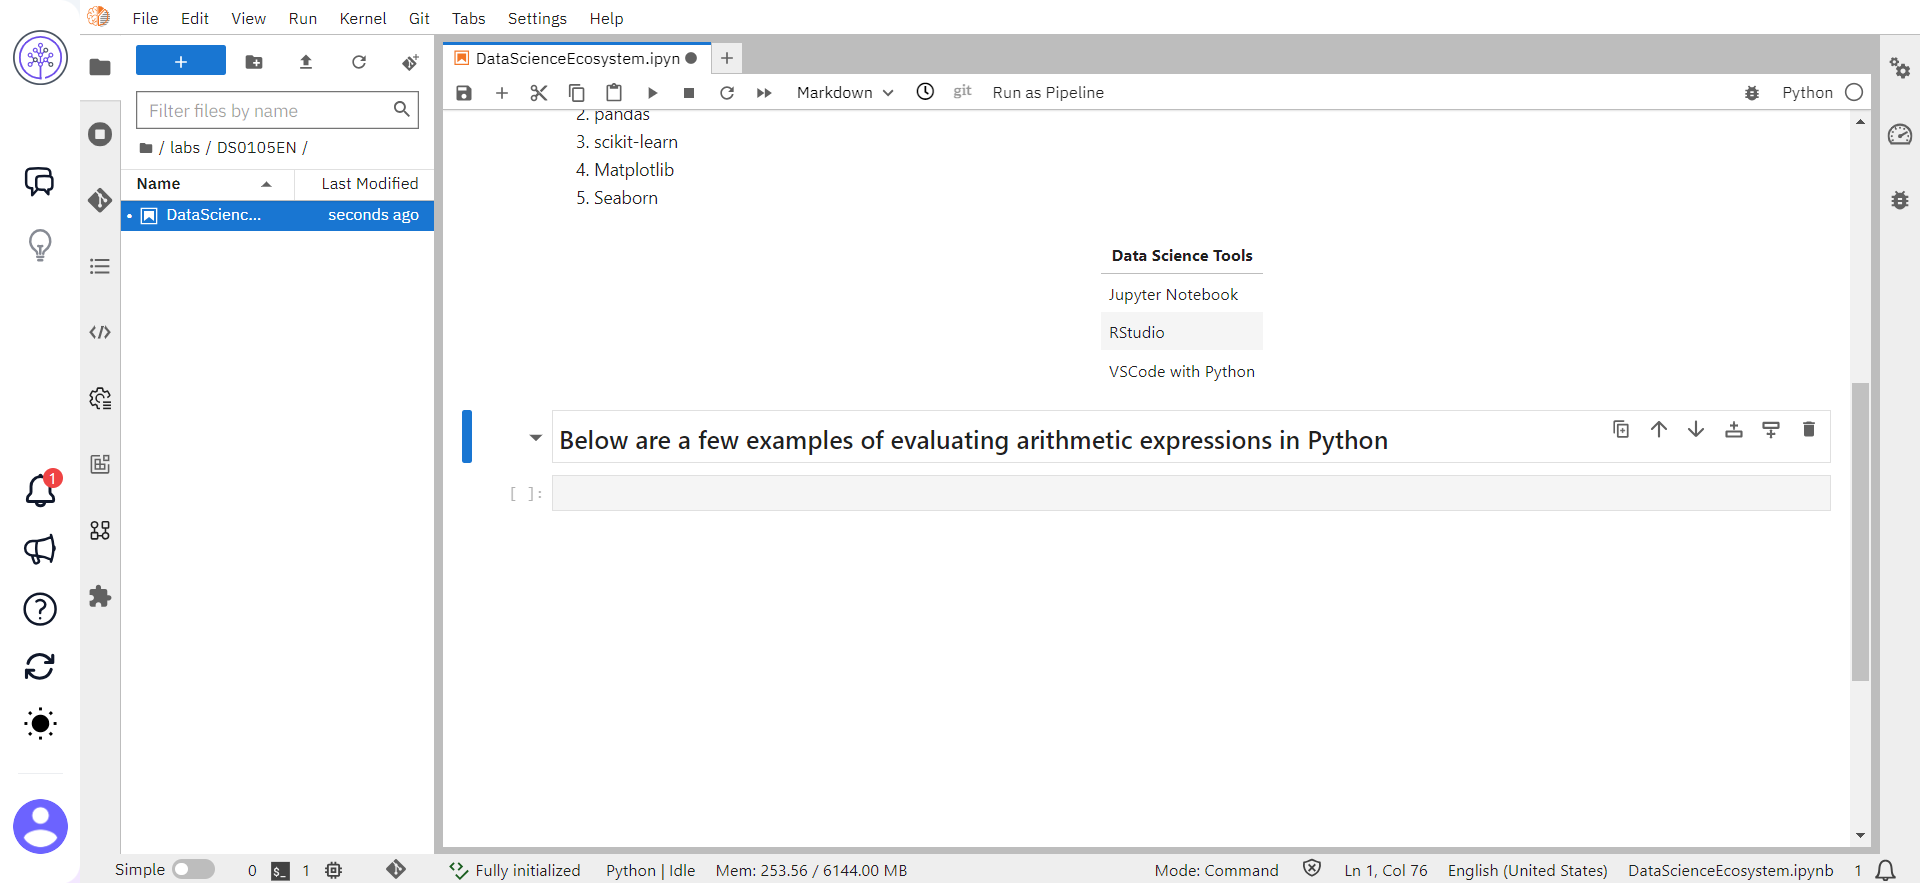 File Edit View Run Kernel Git Tabs Settings Help
DataScienceEcosystem.ipyn
Filter files by name
Markdown git Run as Pipeline Python
/ labs / DS0105EN /
Name Last Modified
DataScienc... seconds ago
2. pandas
3. scikit-learn
4. Matplotlib
5. Seaborn
Data Science Tools
Jupyter Notebook
RStudio
VSCode with Python
Below are a few examples of evaluating arithmetic expressions in Python
[ ]:
1
Simple 0 $_ 1 Fully initialized Python | Idle Mem: 253.56 / 6144.00 MB Mode: Command Ln 1, Col 76 English (United States) DataScienceEcosystem.ipynb 1